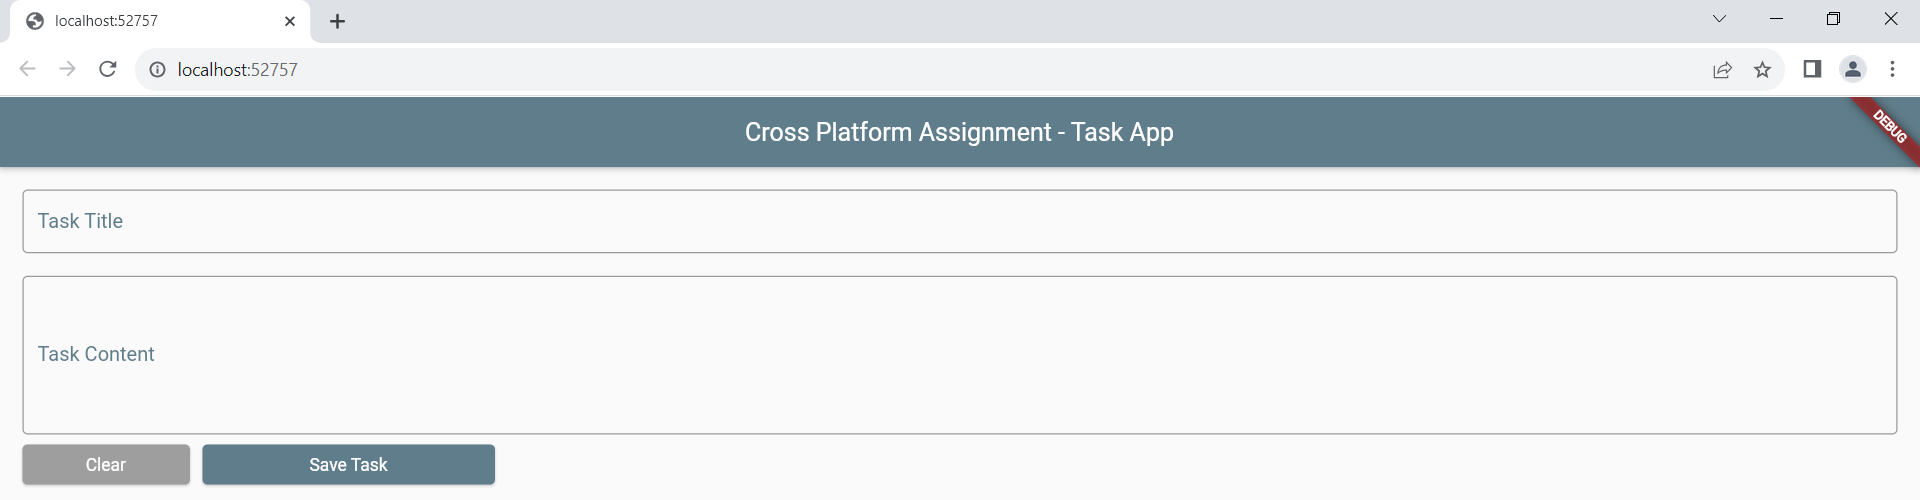 localhost:52757
localhost:52757
Cross Platform Assignment - Task App
DEBUG
Task Title
Task Content
Clear
Save Task